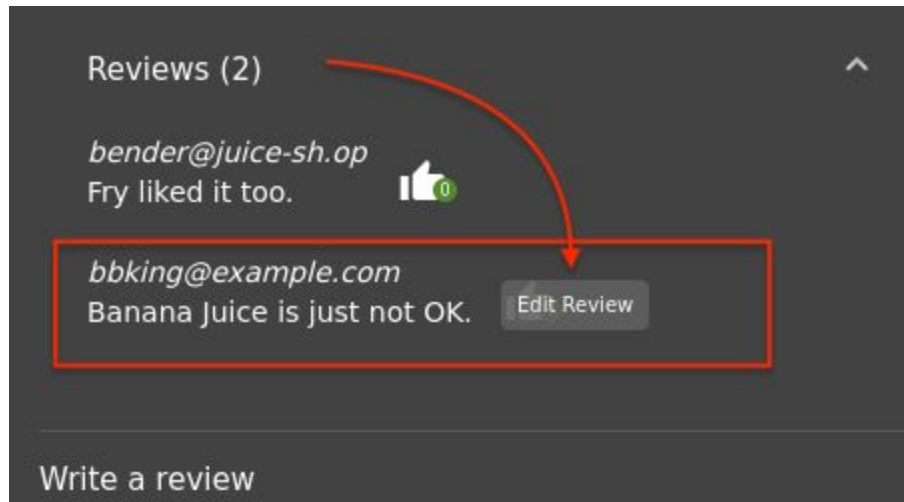 Reviews (2)
bender@juice-sh.op
Fry liked it too.
0
bbking@example.com
Banana Juice is just not OK.
Edit Review
Write a review